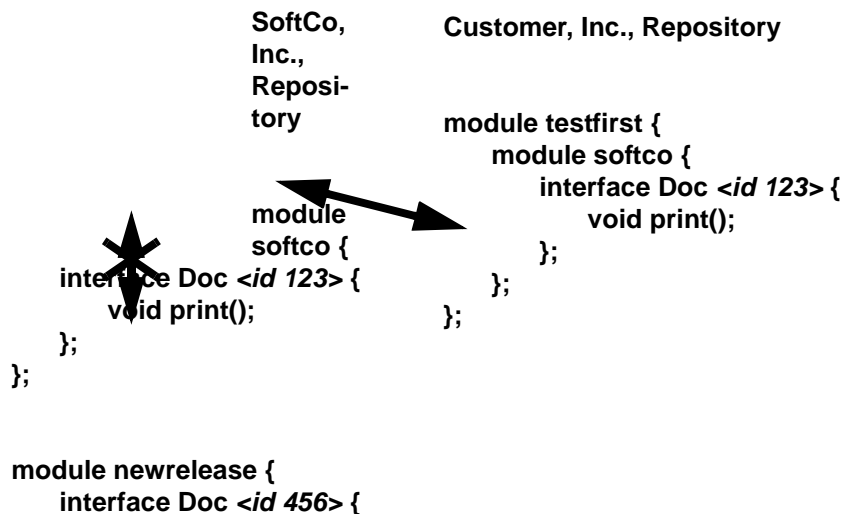 SoftCo,
Inc.,
Reposi-
tory
module
softco {
interface Doc <id 123> {
void print();
};
};
module newrelease {
interface Doc <id 456> {
Customer, Inc., Repository
module testfirst {
module softco {
interface Doc <id 123> {
void print();
};
};
};